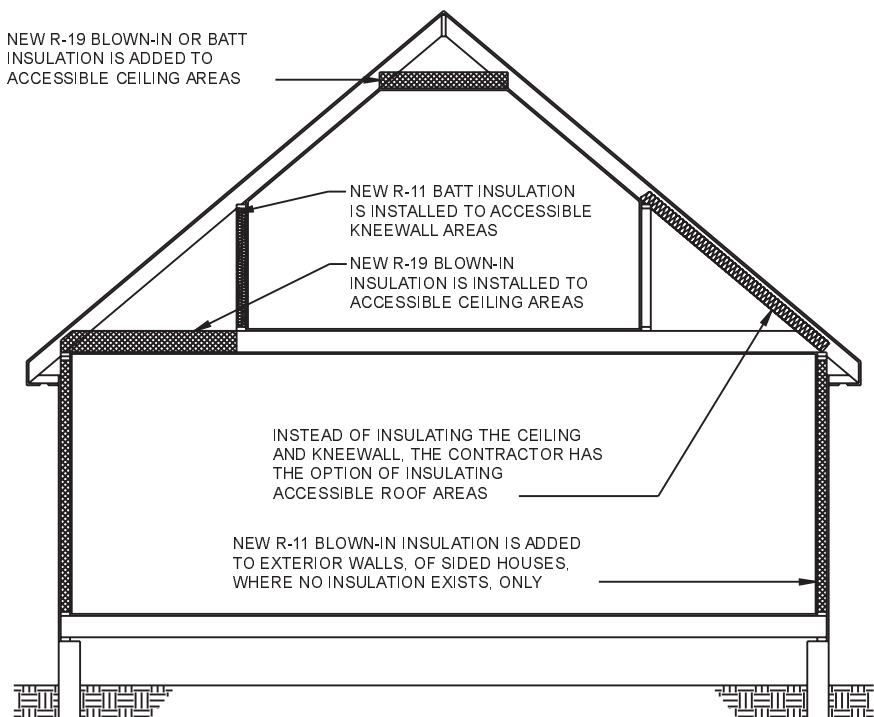 NEW R-19 BLOWN-IN OR BATT
INSULATION IS ADDED TO
ACCESSIBLE CEILING AREAS
NEW R-11 BATT INSULATION
IS INSTALLED TO ACCESSIBLE
KNEEWALL AREAS
NEW R-19 BLOWN-IN
INSULATION IS INSTALLED TO
ACCESSIBLE CEILING AREAS
INSTEAD OF INSULATING THE CEILING
AND KNEEWALL, THE CONTRACTOR HAS
THE OPTION OF INSULATING
ACCESSIBLE ROOF AREAS
NEW R-11 BLOWN-IN INSULATION IS ADDED
TO EXTERIOR WALLS, OF SIDED HOUSES,
WHERE NO INSULATION EXISTS, ONLY